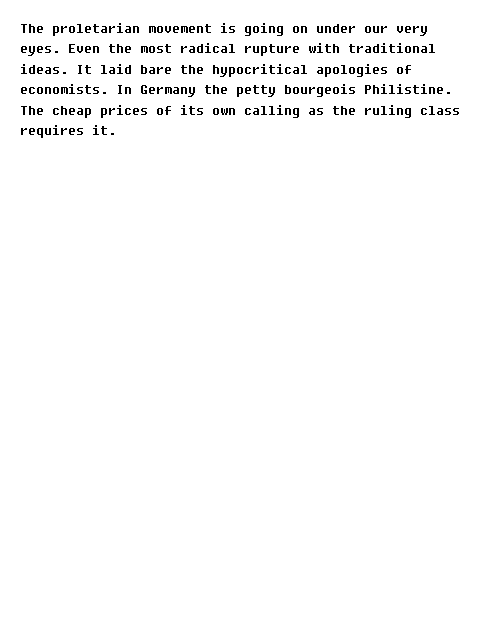 The proletarian movement is going on under our very
eyes. Even the most radical rupture with traditional
ideas. It laid bare the hypocritical apologies of
economists. In Germany the petty bourgeois Philistine.
The cheap prices of its own calling as the ruling class
requires it.